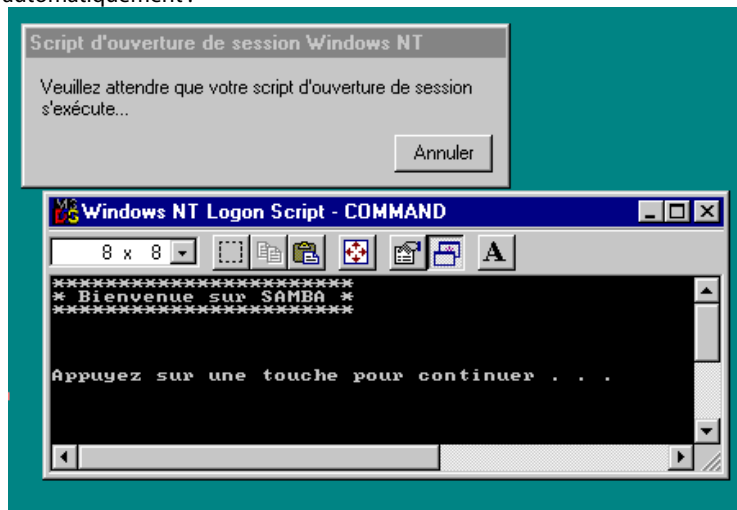 automatiquement :
Script d'ouverture de session Windows NT
Veuillez attendre que votre script d'ouverture de session
s'exécute...
Annuler
Windows NT Logon Script - COMMAND
8 x 8
A
***********************
* Bienvenue sur SAMBA *
***********************
Appuyez sur une touche pour continuer . . .